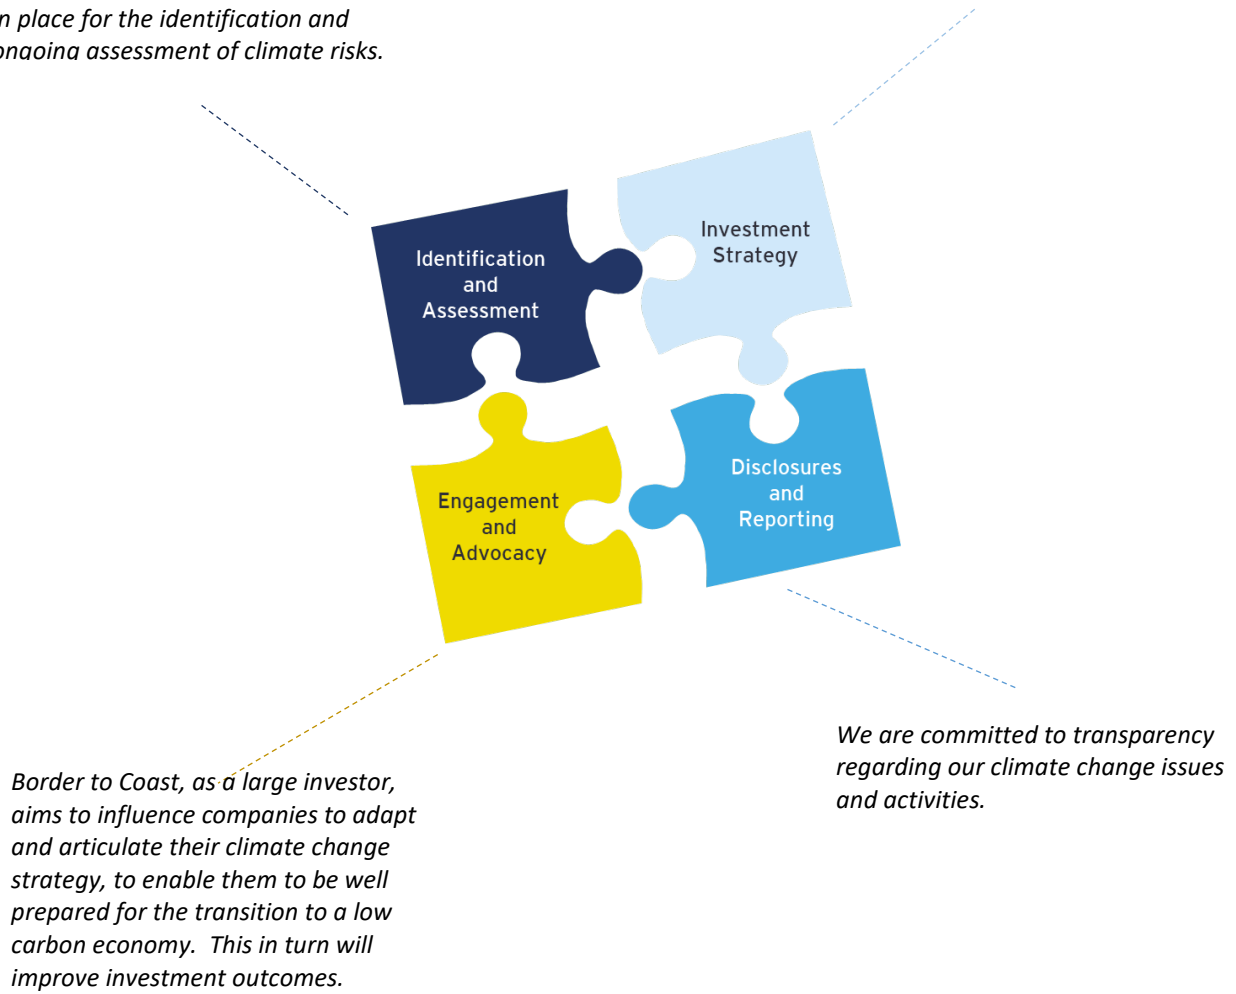 n place for the identification and
ongoing assessment of climate risks.
Investment
Strategy
Identification
and
Assessment
Disclosures
and
Reporting
Engagement
and
Advocacy
We are committed to transparency
regarding our climate change issues
and activities.
Border to Coast, as a large investor,
aims to influence companies to adapt
and articulate their climate change
strategy, to enable them to be well
prepared for the transition to a low
carbon economy.  This in turn will
improve investment outcomes.